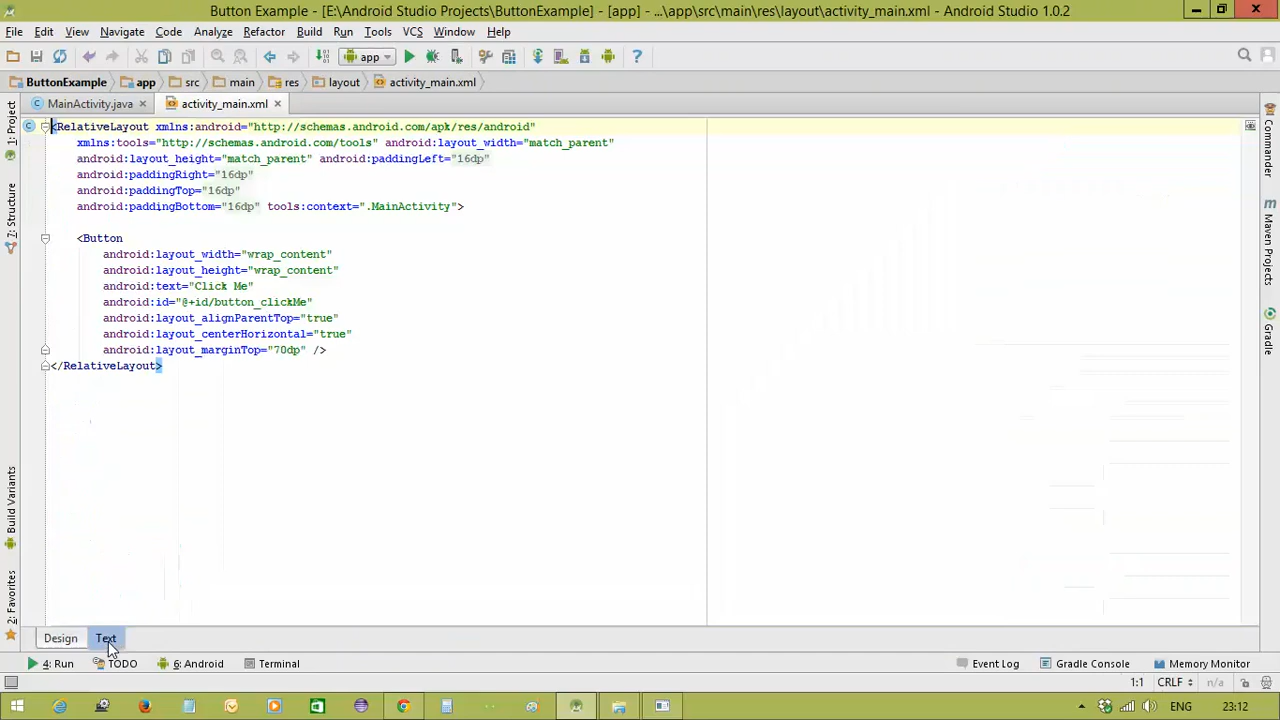 Button Example - [E:\Android Studio Projects\ButtonExample] - [app] - ...\app\src\main\res\layout\activity_main.xml - Android Studio 1.0.2
File Edit View Navigate Code Analyze Refactor Run Tools VCS Window Help
app
ButtonExample app src main res layout activity_main.xml
MainActivity.java activity_main.xml
<RelativeLayout xmlns:android="http://schemas.android.com/apk/res/android"
xmlns:tools="http://schemas.android.com/tools" android:layout_width="match_parent"
android:layout_height="match_parent" android:paddingLeft="16dp"
android:paddingRight="16dp"
android:paddingTop="16dp"
android:paddingBottom="16dp" tools:context=".MainActivity">
<Button
android:layout_width="wrap_content"
android:layout_height="wrap_content"
android:text="Click Me"
android:id="@+id/button_clickMe"
android:layout_alignParentTop="true"
android:layout_centerHorizontal="true"
android:layout_marginTop="70dp" />
</RelativeLayout>
1: Project
7: Structure
Build Variants
2: Favorites
Commander
Maven Projects
Gradle
Design Text
4: Run TODO 6: Android Terminal Event Log Gradle Console Memory Monitor
1:1 CRLF n/a
ENG 23:12